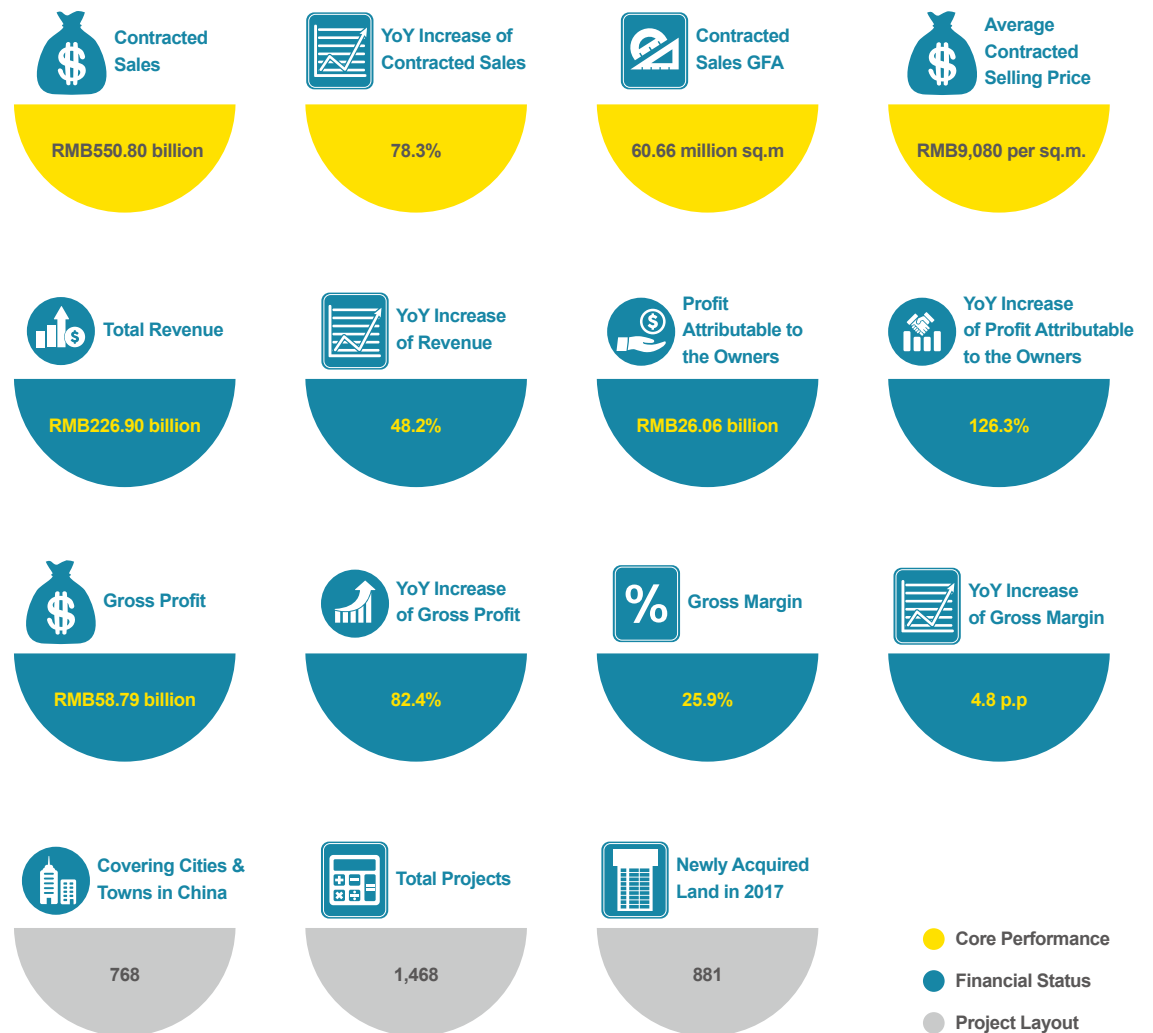 Contracted
Sales
RMB550.80 billion
YoY Increase of
Contracted Sales
78.3%
Contracted
Sales GFA
60.66 million sq.m
Average
Contracted
Selling Price
RMB9,080 per sq.m.
Total Revenue
RMB226.90 billion
YoY Increase
of Revenue
48.2%
Profit
Attributable to
the Owners
RMB26.06 billion
YoY Increase
of Profit Attributable
to the Owners
126.3%
Gross Profit
RMB58.79 billion
YoY Increase
of Gross Profit
82.4%
%
Gross Margin
25.9%
YoY Increase
of Gross Margin
4.8 p.p
Covering Cities &
Towns in China
768
Total Projects
1,468
Newly Acquired
Land in 2017
881
Core Performance
Financial Status
Project Layout